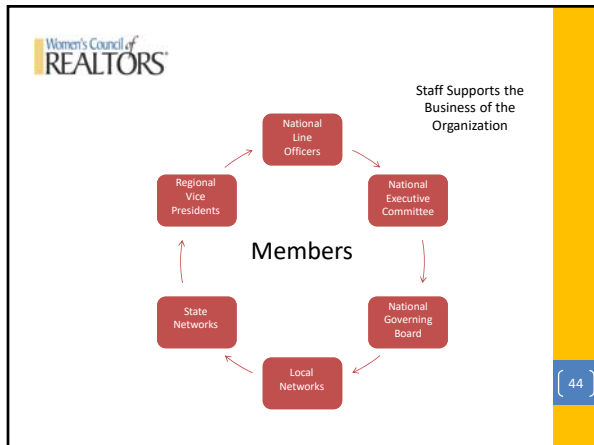 Women's Council of
REALTORS®
Staff Supports the
Business of the
Organization
National
Line
Officers
National
Executive
Committee
National
Governing
Board
Local
Networks
State
Networks
Regional
Vice
Presidents
Members
44